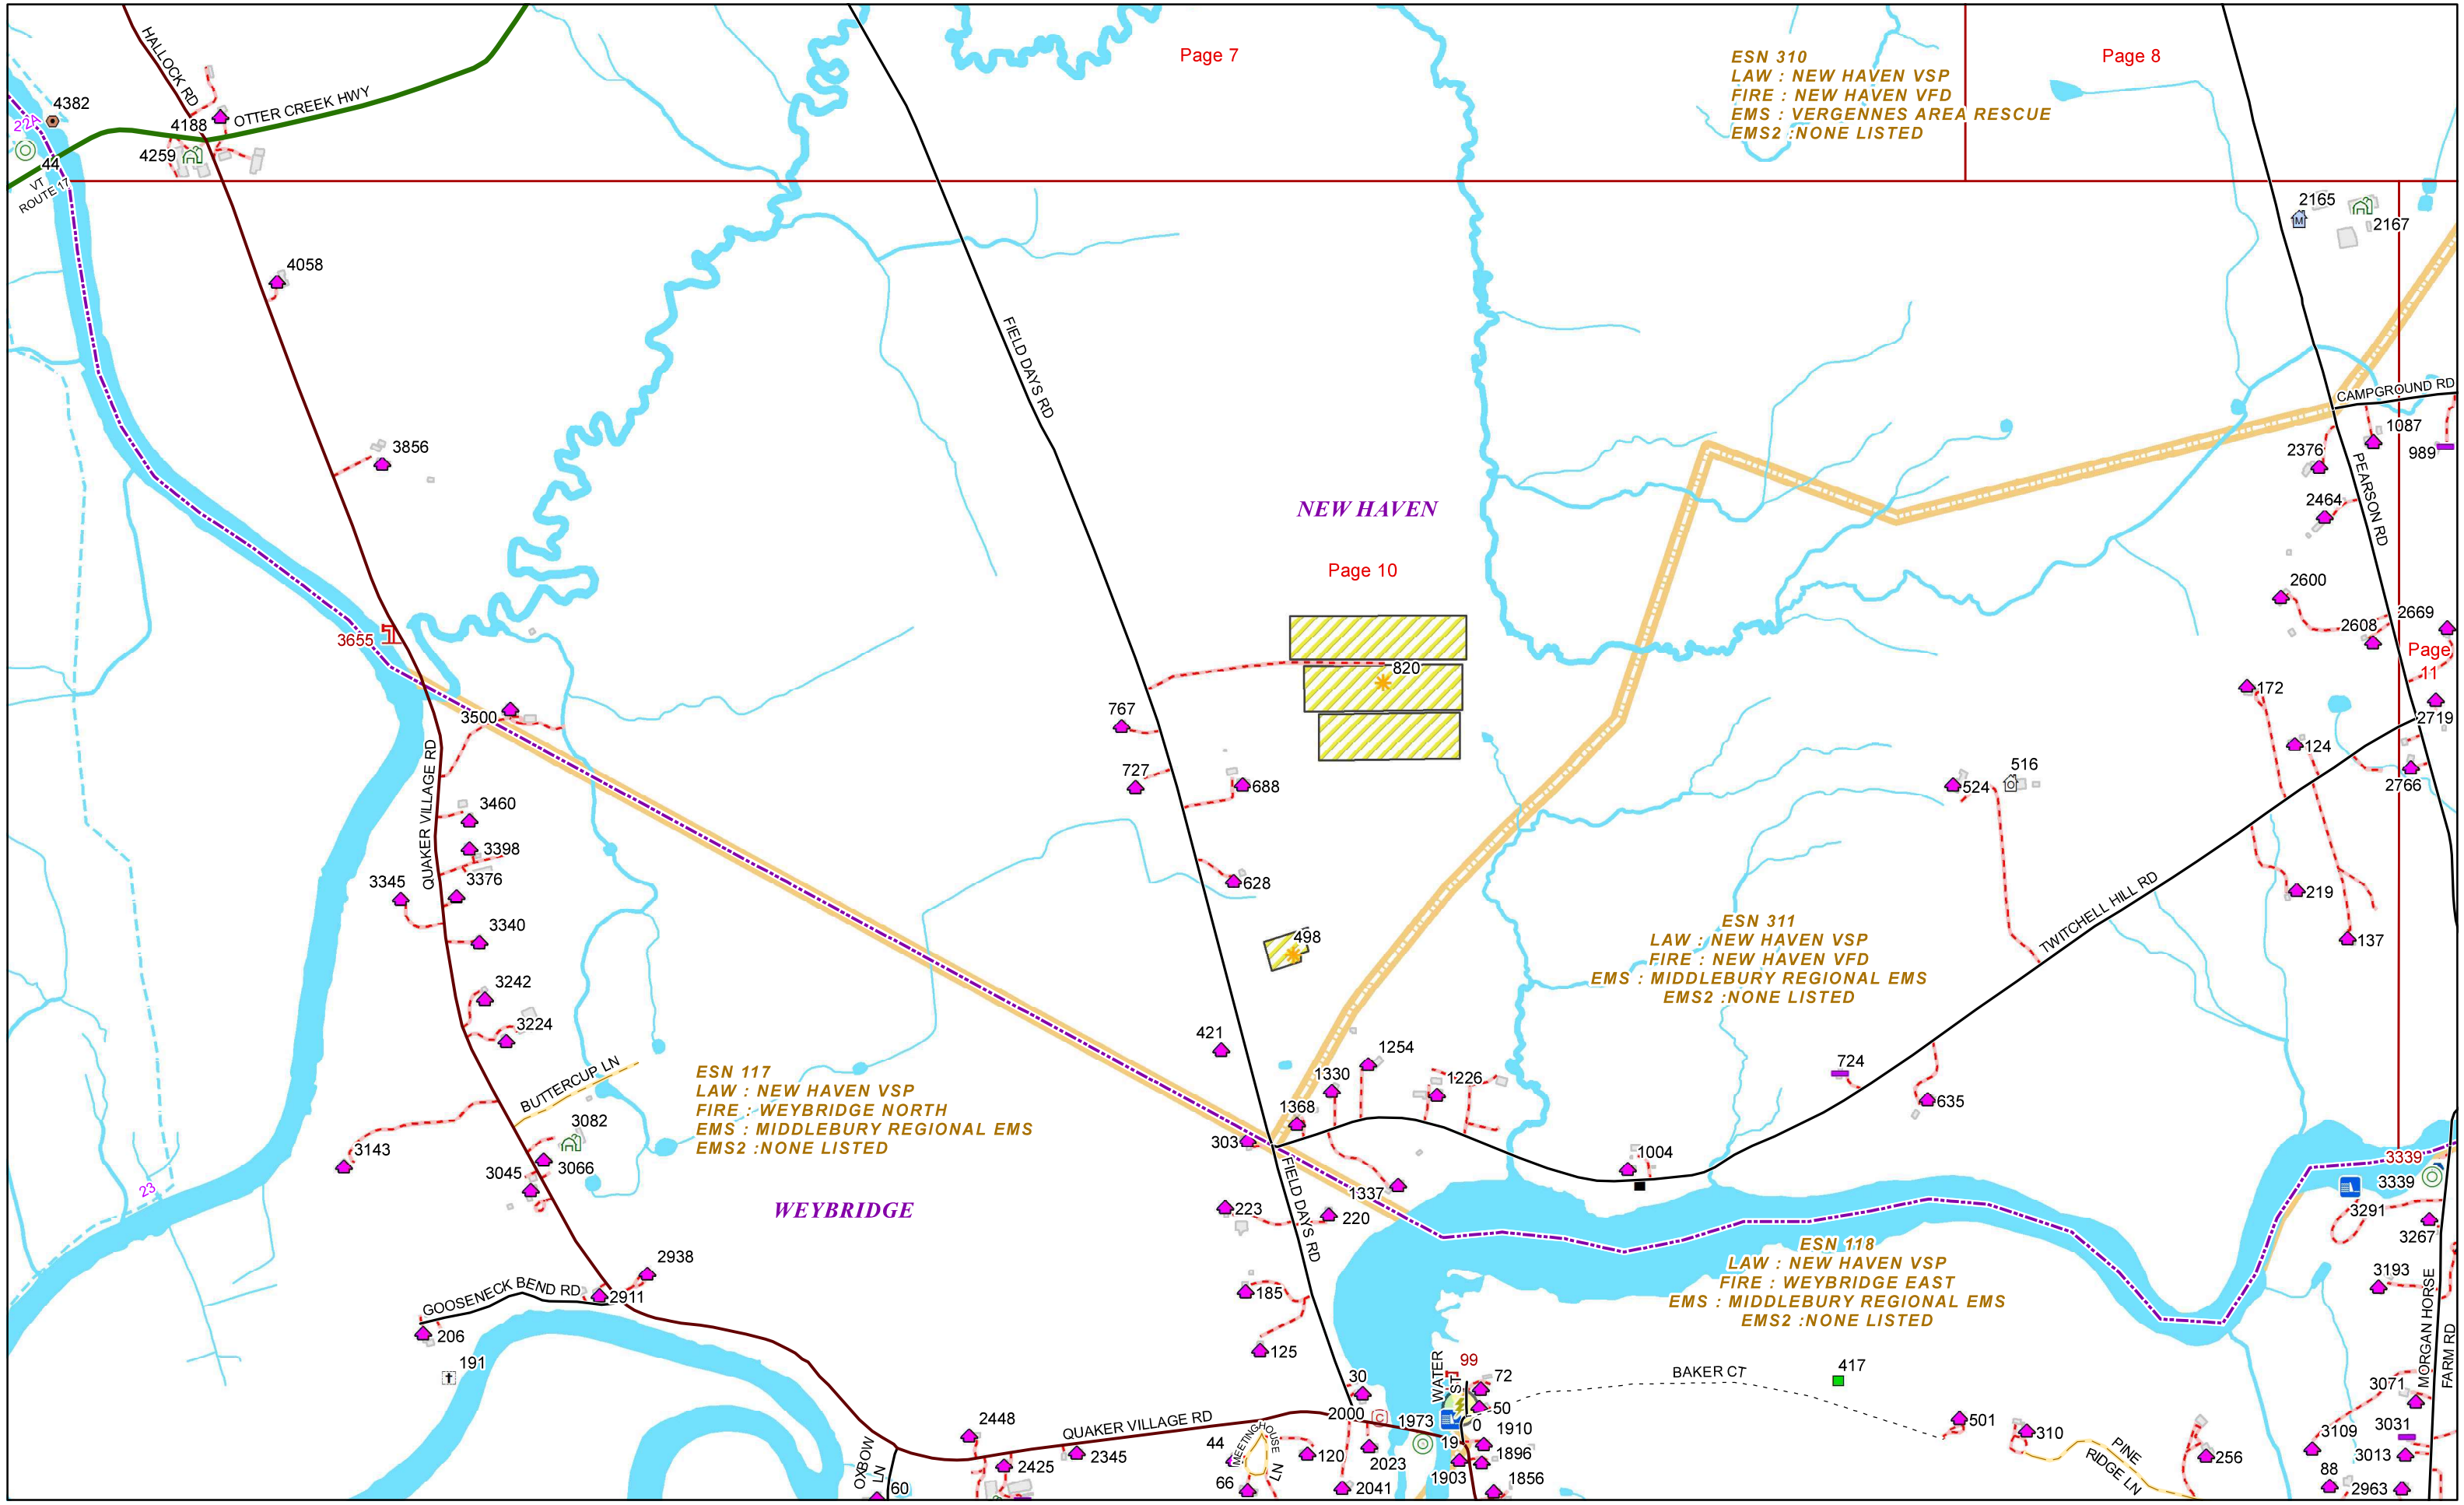 HALLOCK RD
Page 7
ESN 310
LAW : NEW HAVEN VSP
FIRE : NEW HAVEN VFD
EMS : VERGENNES AREA RESCUE
EMS2 :NONE LISTED
Page 8
4382
22A
4188
OTTER CREEK HWY
4259
44
VT
ROUTE 17
2165
M
2167
4058
FIELD DAYS RD
CAMPGROUND RD
1087
3856
2376
989
PEARSON RD
2464
NEW HAVEN
Page 10
2600
2669
2608
3655
Page
11
820
172
767
3500
2719
124
QUAKER VILLAGE RD
727
688
524
516
2766
3460
3398
3345
3376
628
219
3340
498
137
TWITCHELL HILL RD
ESN 311
LAW : NEW HAVEN VSP
FIRE : NEW HAVEN VFD
EMS : MIDDLEBURY REGIONAL EMS
EMS2 :NONE LISTED
3242
3224
421
1254
724
BUTTERCUP LN
ESN 117
LAW : NEW HAVEN VSP
FIRE : WEYBRIDGE NORTH
EMS : MIDDLEBURY REGIONAL EMS
EMS2 :NONE LISTED
1330
1226
1368
635
3082
303
3143
3045
3066
1004
3339
3339
23
FIELD DAYS RD
1337
WEYBRIDGE
223
220
3291
3267
ESN 118
LAW : NEW HAVEN VSP
FIRE : WEYBRIDGE EAST
EMS : MIDDLEBURY REGIONAL EMS
EMS2 :NONE LISTED
2938
GOOSENECK BEND RD
2911
185
3193
206
125
191
MORGAN HORSE
FARM RD
WATER
ST
99
72
30
BAKER CT
417
3071
50
2000
C
1973
0
1910
2448
QUAKER VILLAGE RD
501
310
3031
44
MEETINGHOUSE
LN
19
3109
OXBOW
LN
2425
2345
120
2023
1896
1903
PINE
RIDGE LN
256
3013
60
66
2041
1856
88
2963